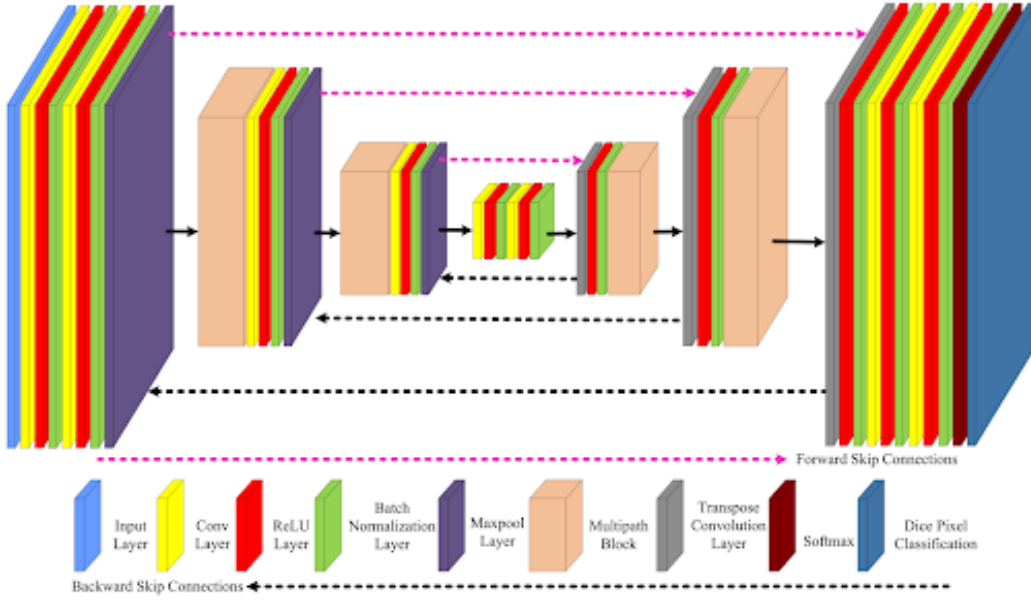 Forward Skip Connections
Input
Layer
Conv
Layer
ReLU
Layer
Batch
Normalization
Layer
Maxpool
Layer
Multipath
Block
Transpose
Convolution
Layer
Softmax
Dice Pixel
Classification
Backward Skip Connections